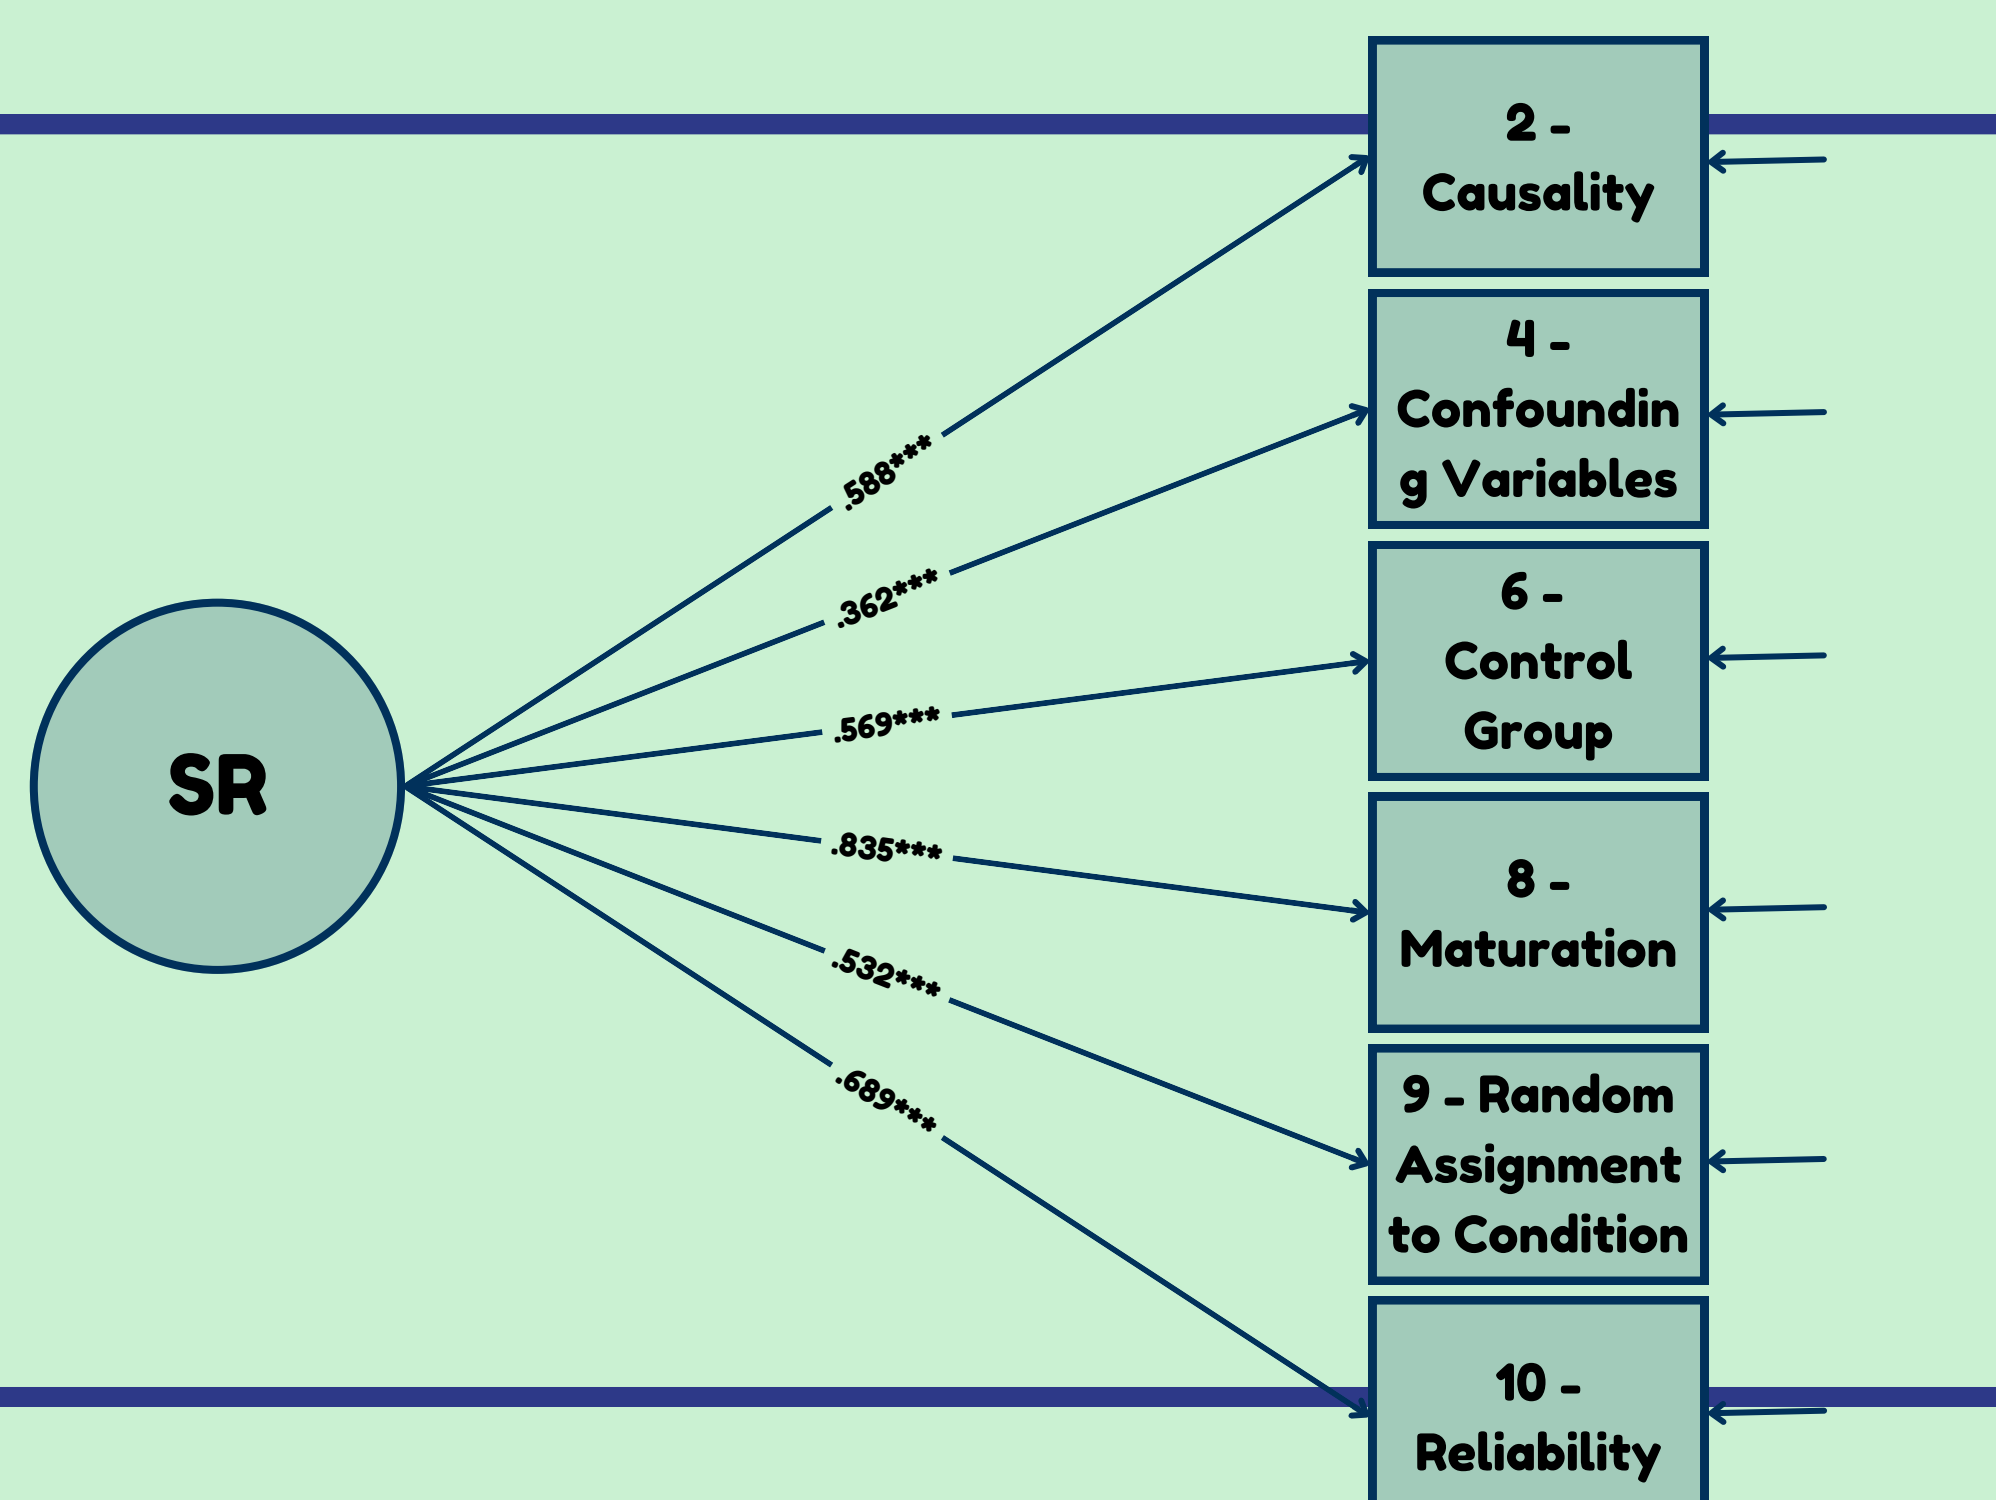 2 -
Causality
4 -
Confoundin
g Variables
6 -
Control
Group
8 -
Maturation
9 - Random
Assignment
to Condition
10 -
Reliability
SR
.588***
.362***
.569***
.835***
.532***
.689***